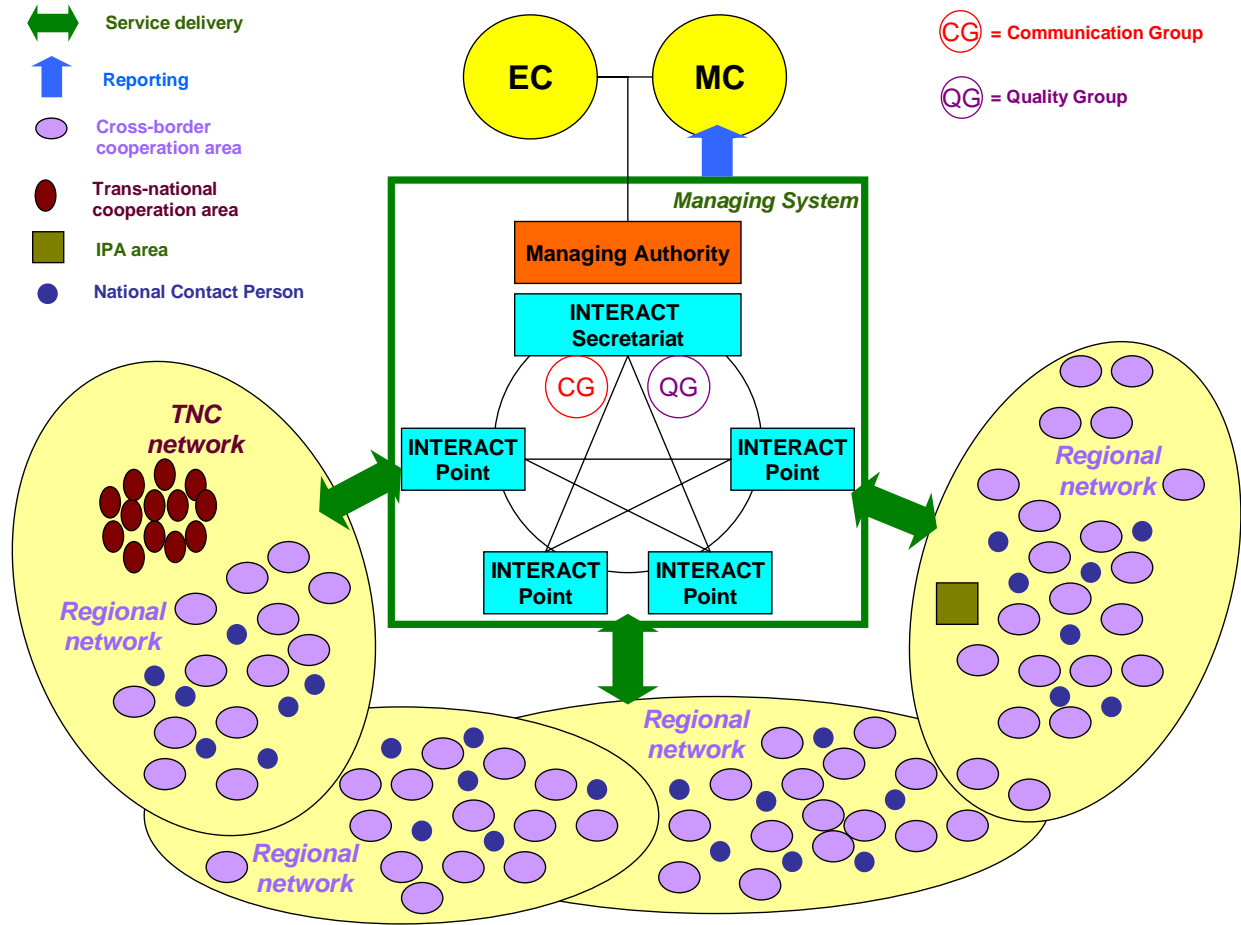 Service delivery
Reporting
Cross-border
cooperation area
Trans-national
cooperation area
IPA area
National Contact Person
EC
MC
CG = Communication Group
QG = Quality Group
Managing System
Managing Authority
INTERACT
Secretariat
CG
QG
INTERACT
Point
INTERACT
Point
INTERACT
Point
INTERACT
Point
TNC
network
Regional
network
Regional
network
Regional
network
Regional
network